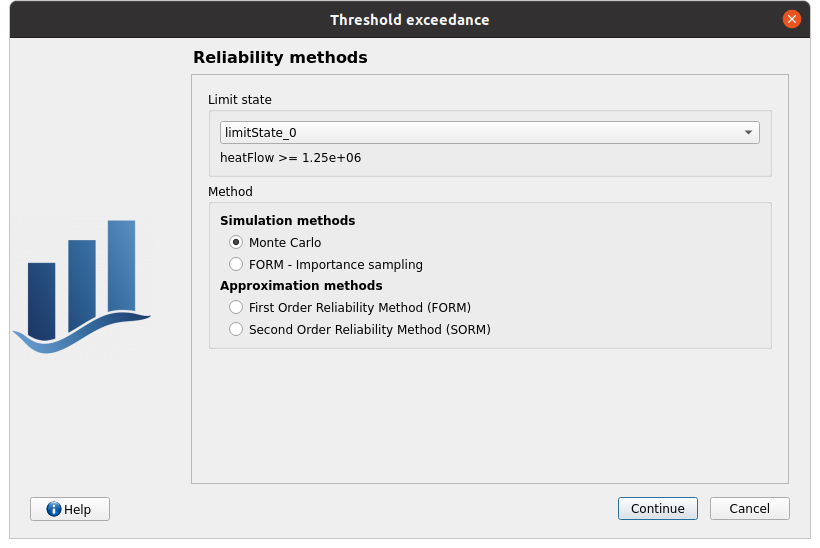 Threshold exceedance
Reliability methods
Limit state
limitState_0
heatFlow >= 1.25e+06
Method
Simulation methods
Monte Carlo
FORM - Importance sampling
Approximation methods
First Order Reliability Method (FORM)
Second Order Reliability Method (SORM)
Help
Continue
Cancel